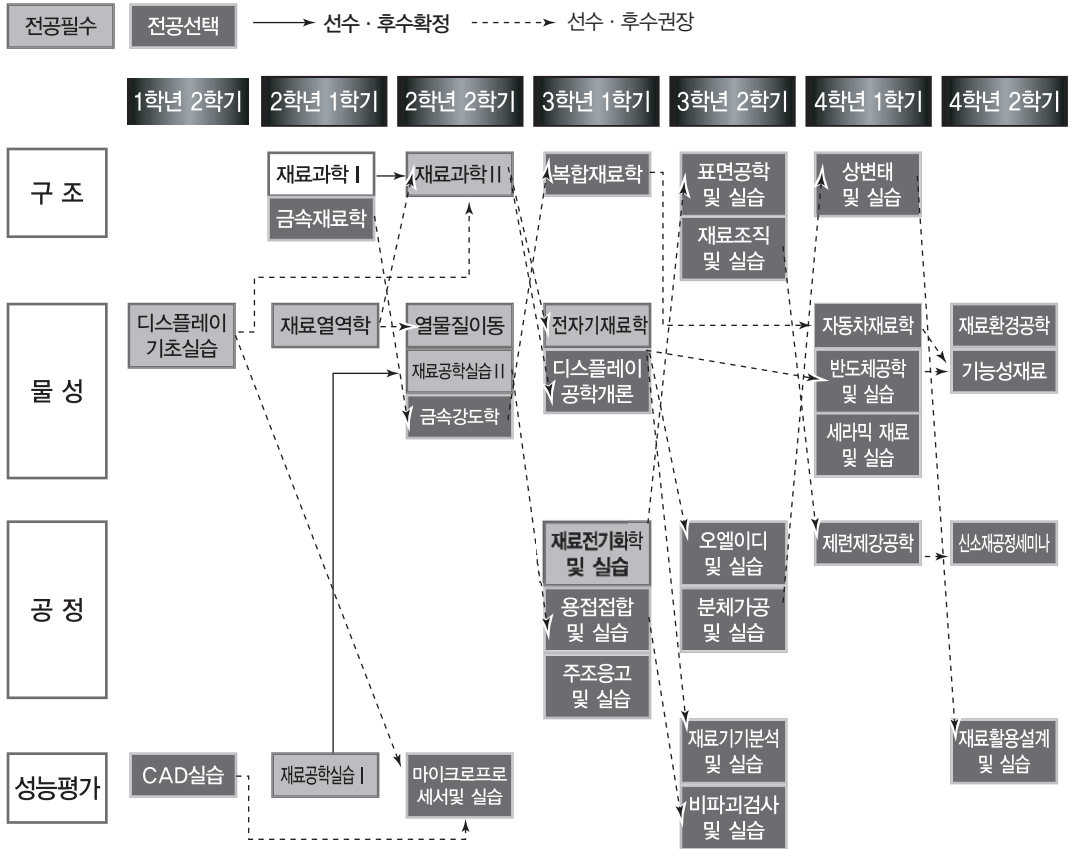 전공필수
전공선택
선수 · 후수확정
선수 · 후수권장
1학년 2학기
2학년 1학기
2학년 2학기
3학년 1학기
3학년 2학기
4학년 1학기
4학년 2학기
구 조
재료과학 I
재료과학 II
복합재료학
표면공학
및 실습
상변태
및 실습
금속재료학
재료조직
및 실습
물 성
디스플레이
기초실습
재료열역학
열물질이동
전자기재료학
자동차재료학
재료환경공학
재료공학실습 II
디스플레이
공학개론
반도체공학
및 실습
기능성재료
금속강도학
세라믹 재료
및 실습
공 정
재료전기화학
및 실습
오엘이디
및 실습
제련제강공학
신소재공정세미나
용접접합
및 실습
분체가공
및 실습
주조응고
및 실습
성능평가
CAD실습
재료공학실습 I
마이크로프로
세서및 실습
재료기기분석
및 실습
재료활용설계
및 실습
비파괴검사
및 실습